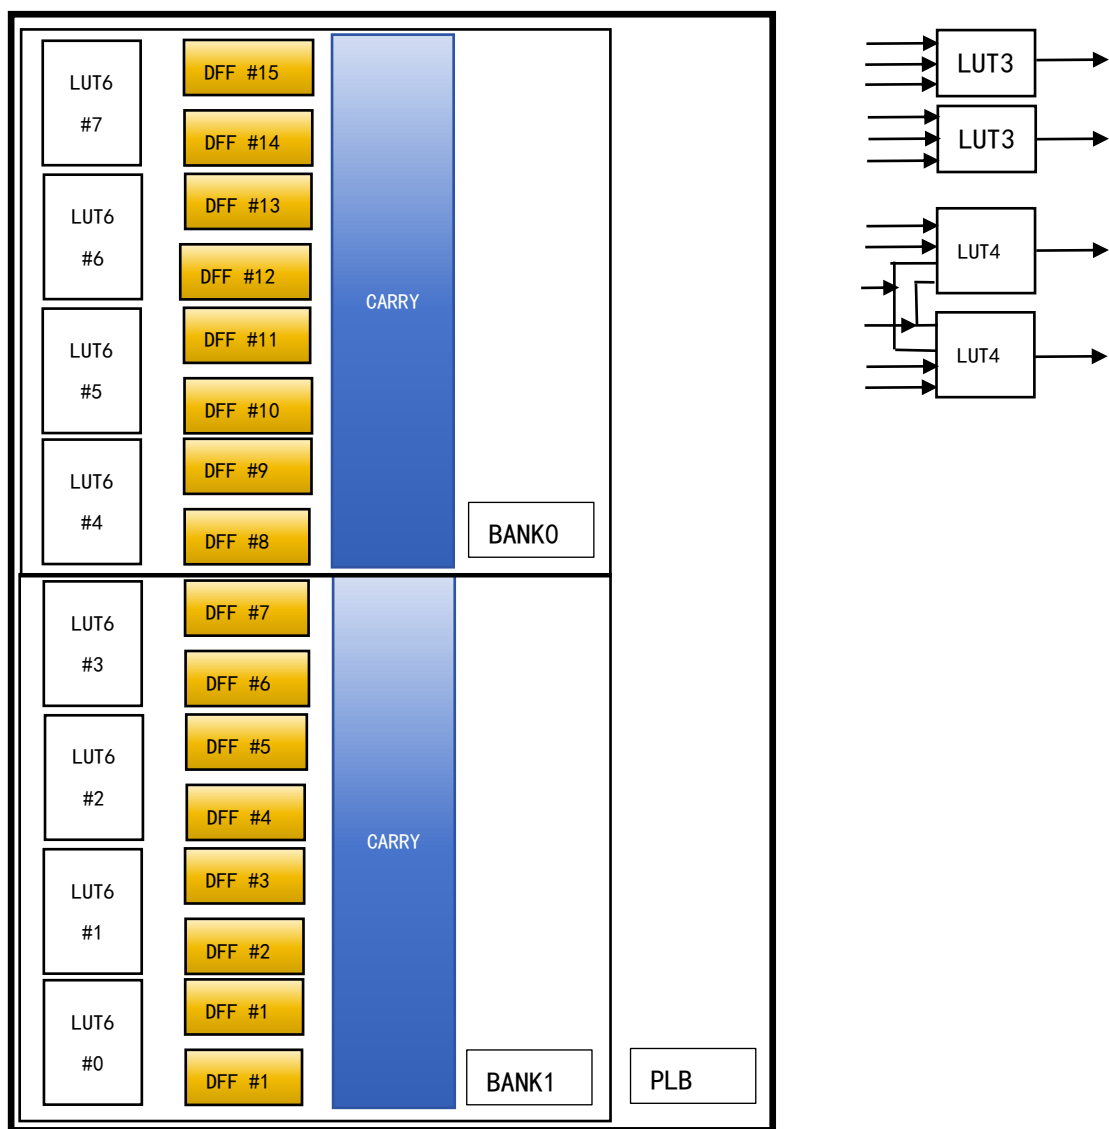 LUT6
#7
DFF #15
DFF #14
LUT6
#6
DFF #13
DFF #12
LUT6
#5
DFF #11
DFF #10
LUT6
#4
DFF #9
DFF #8
CARRY
BANK0
LUT6
#3
DFF #7
DFF #6
LUT6
#2
DFF #5
DFF #4
LUT6
#1
DFF #3
DFF #2
LUT6
#0
DFF #1
DFF #1
CARRY
BANK1
PLB
LUT3
LUT3
LUT4
LUT4